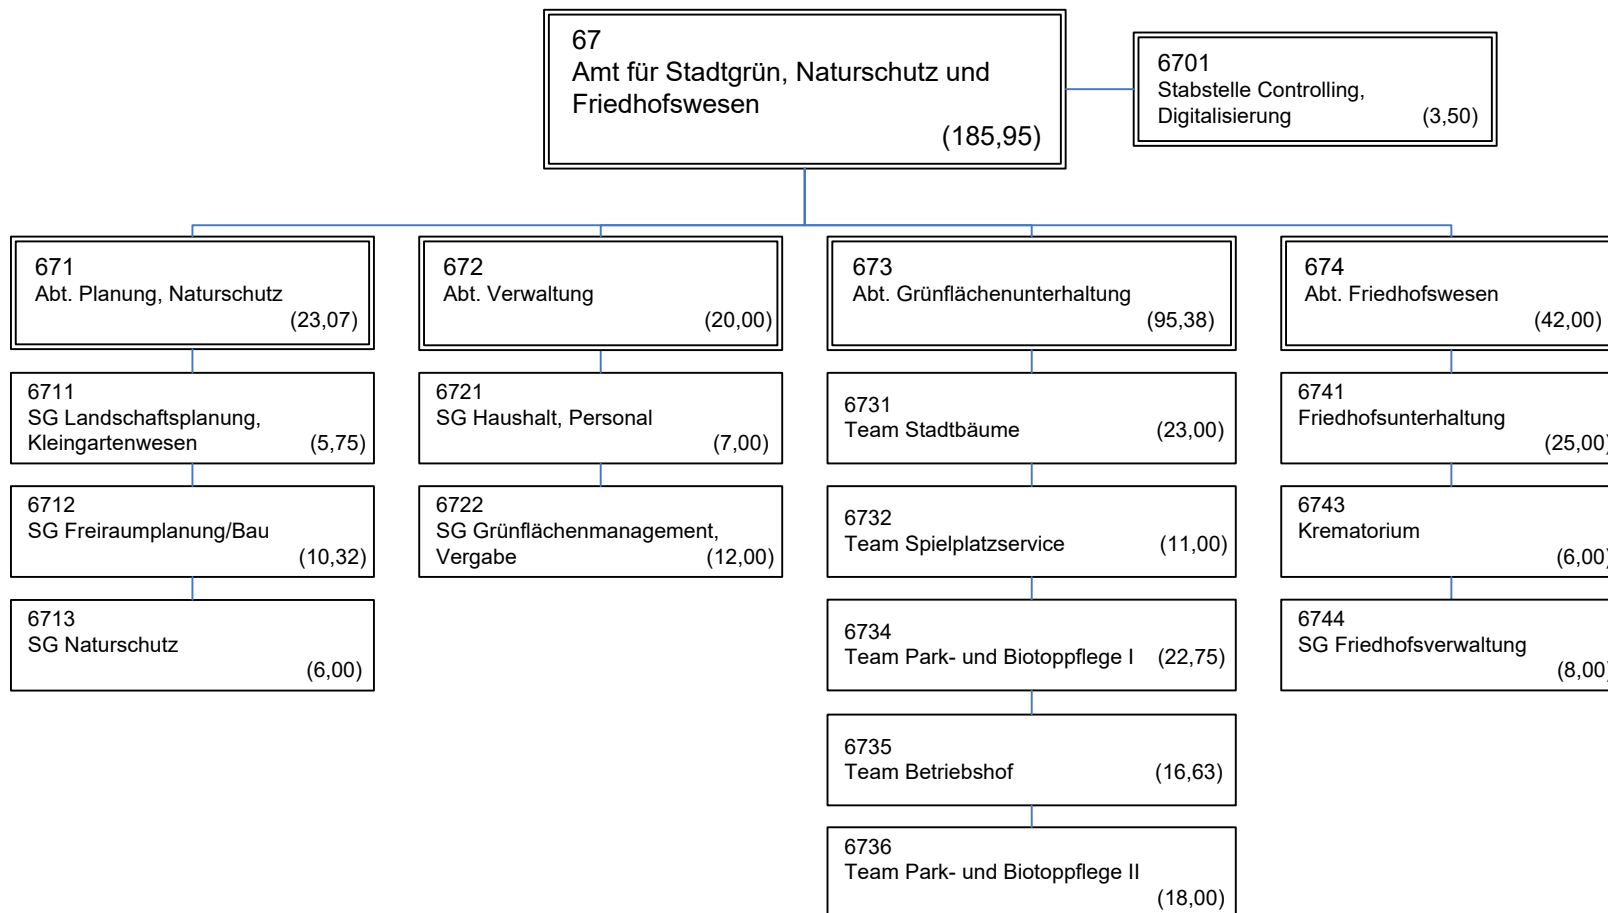 67
Amt für Stadtgrün, Naturschutz und
Friedhofswesen
(185,95)
6701
Stabstelle Controlling,
Digitalisierung (3,50)
671
Abt. Planung, Naturschutz
(23,07)
672
Abt. Verwaltung
(20,00)
673
Abt. Grünflächenunterhaltung
(95,38)
674
Abt. Friedhofswesen
(42,00)
6711
SG Landschaftsplanung,
Kleingartenwesen (5,75)
6721
SG Haushalt, Personal
(7,00)
6731
Team Stadtbäume (23,00)
6741
Friedhofsunterhaltung
(25,00)
6712
SG Freiraumplanung/Bau
(10,32)
6722
SG Grünflächenmanagement,
Vergabe (12,00)
6732
Team Spielplatzservice (11,00)
6743
Krematorium
(6,00)
6713
SG Naturschutz
(6,00)
6734
Team Park- und Biotoppflege I (22,75)
6744
SG Friedhofsverwaltung
(8,00)
6735
Team Betriebshof (16,63)
6736
Team Park- und Biotoppflege II
(18,00)